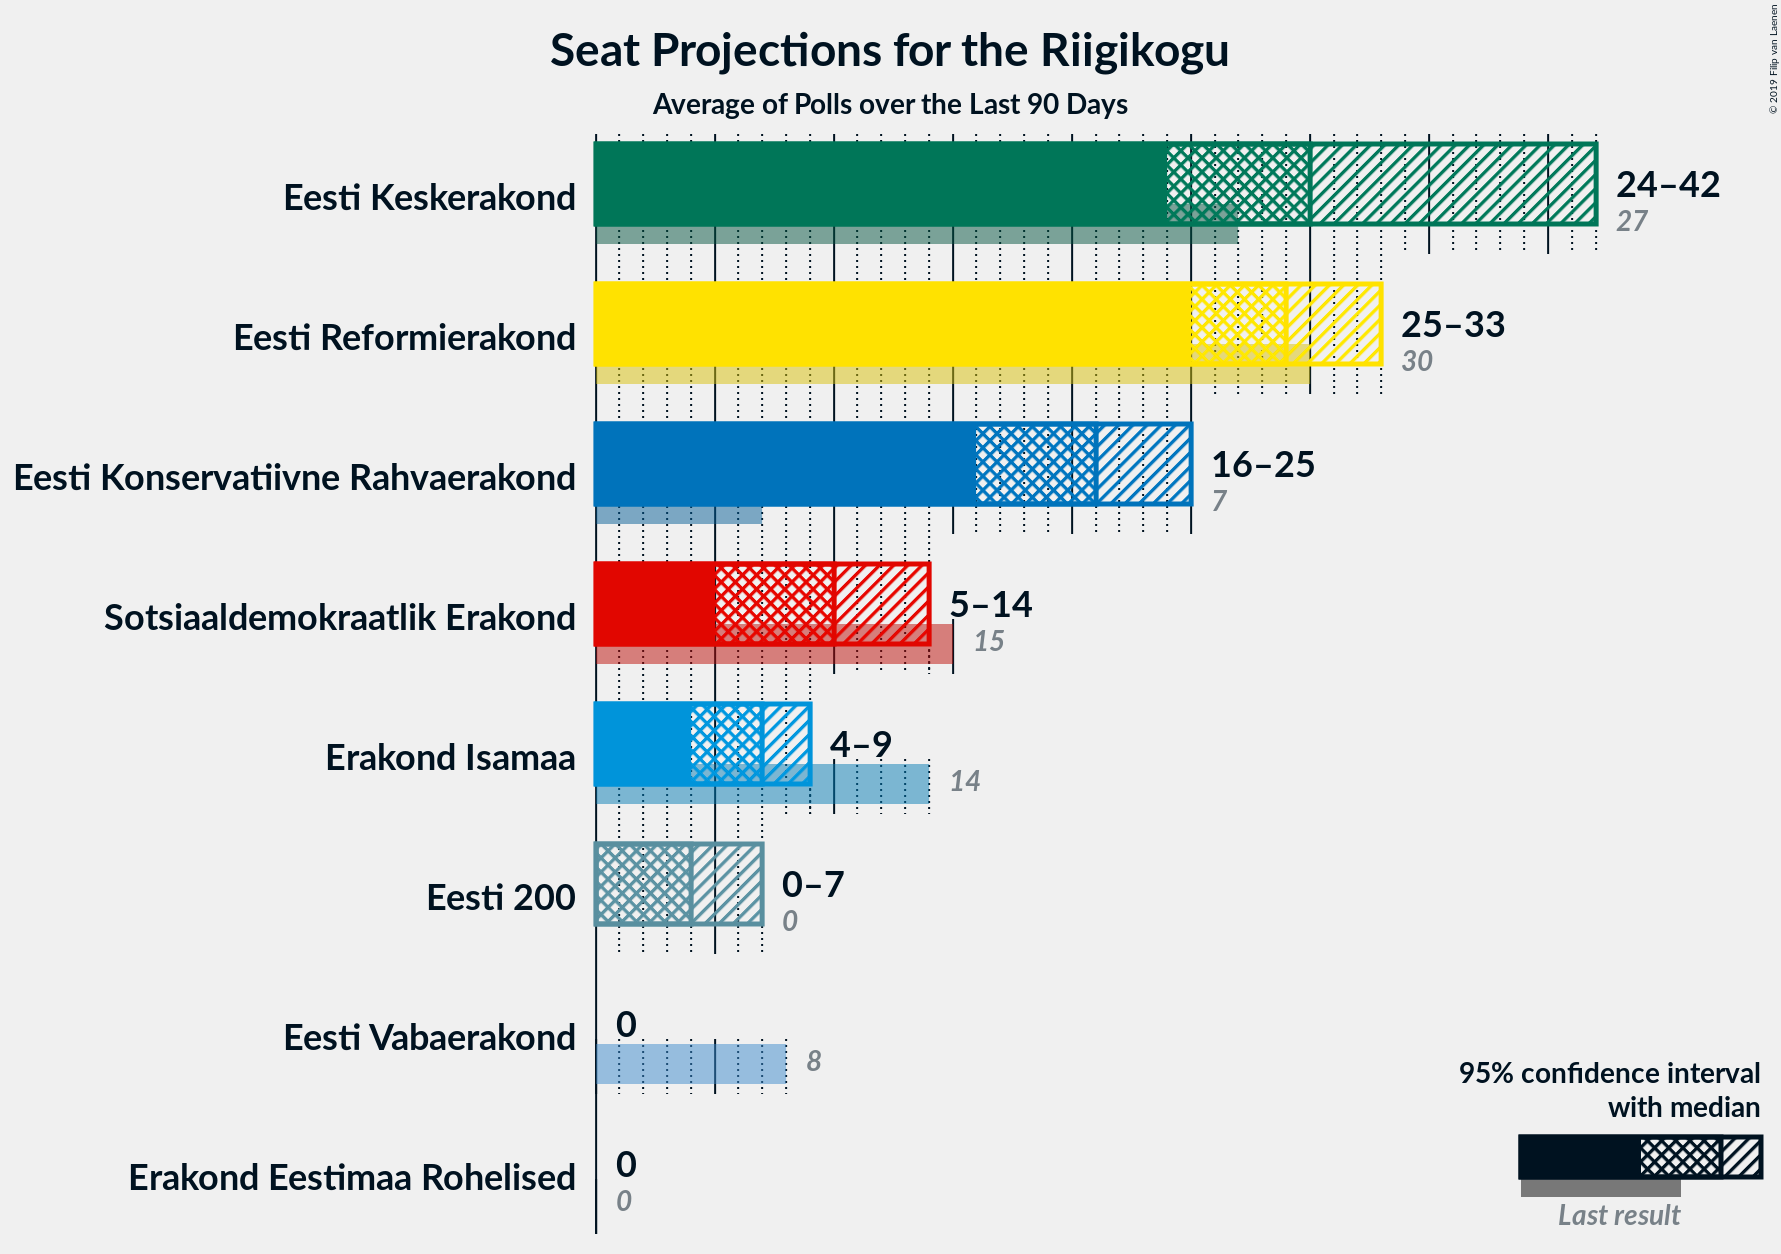 Seat Projections for the Riigikogu
Average of Polls over the Last 90 Days
© 2019 Filip van Laenen
Eesti Keskerakond
24–42
27
Eesti Reformierakond
25–33
30
Eesti Konservatiivne Rahvaerakond
16–25
7
Sotsiaaldemokraatlik Erakond
5–14
15
Erakond Isamaa
4–9
14
Eesti 200
0–7
0
Eesti Vabaerakond
0
8
Erakond Eestimaa Rohelised
0
0
95% confidence interval
with median
Last result